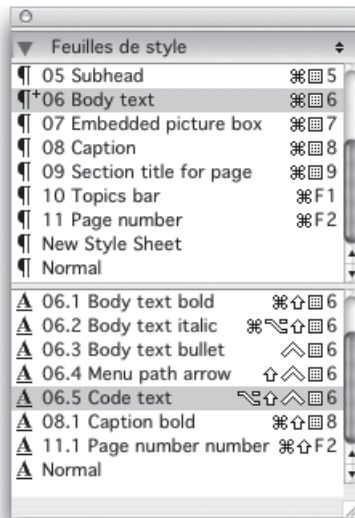 Feuilles de style
¶ 05 Subhead ⌘▦5
¶+06 Body text ⌘▦6
¶ 07 Embedded picture box ⌘▦7
¶ 08 Caption ⌘▦8
¶ 09 Section title for page ⌘▦9
¶ 10 Topics bar ⌘F1
¶ 11 Page number ⌘F2
¶ New Style Sheet
¶ Normal
A 06.1 Body text bold ⌘⇧▦6
A 06.2 Body text italic ⌘⌥⇧▦6
A 06.3 Body text bullet ⌃▦6
A 06.4 Menu path arrow ⇧⌃▦6
A 06.5 Code text ⌥⇧⌃▦6
A 08.1 Caption bold ⌘⇧▦8
A 11.1 Page number number ⌘⇧F2
A Normal